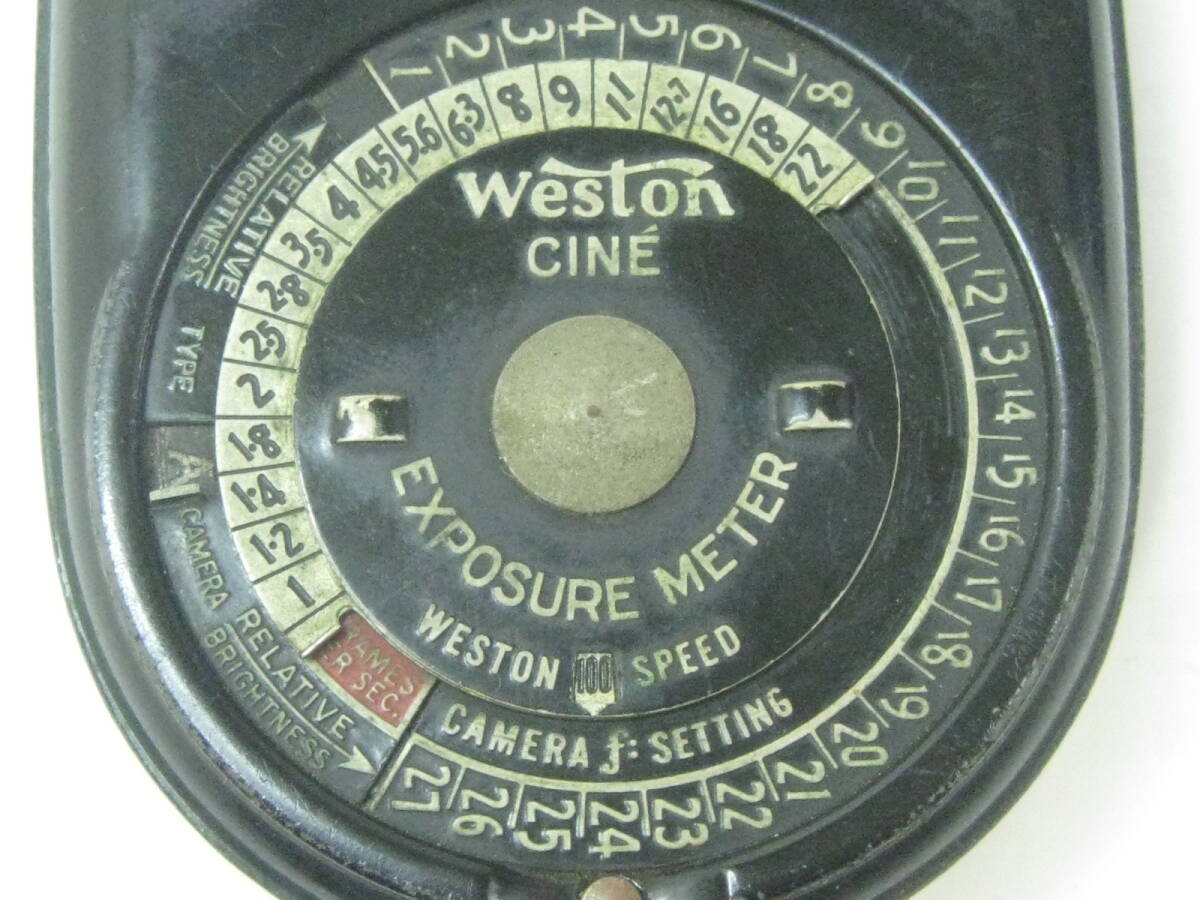 1 2 3 4 5 6 7 8 9 10 11 12 13 14 15 16 17 18 19 20 21 22 23 24 25 26 27
1 1.2 1.4 1.8 2 2.5 2.8 3.5 4 4.5 5.6 6.3 8 9 11 12.7 16 18 22
RELATIVE
BRIGHTNESS
TYPE
A
CAMERA
RELATIVE
BRIGHTNESS
Weston
CINÉ
EXPOSURE METER
WESTON 100 SPEED
CAMERA f: SETTING
FRAMES
SEC.